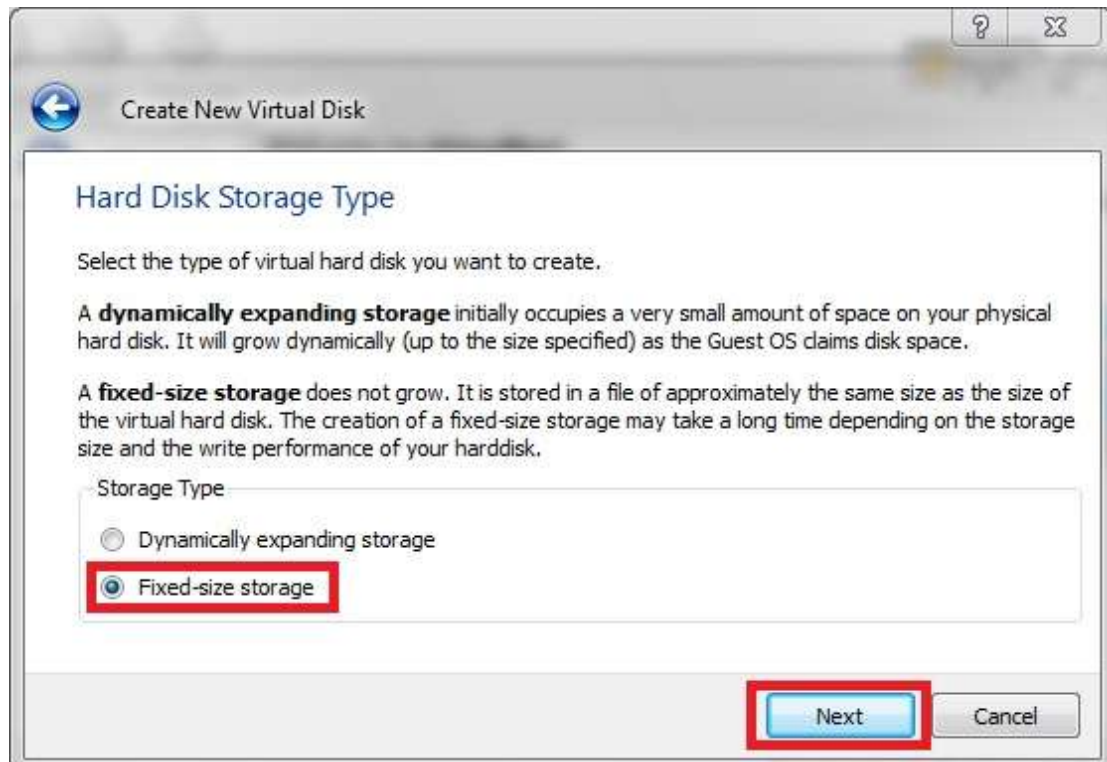 Create New Virtual Disk
Hard Disk Storage Type
Select the type of virtual hard disk you want to create.
A dynamically expanding storage initially occupies a very small amount of space on your physical
hard disk. It will grow dynamically (up to the size specified) as the Guest OS claims disk space.
A fixed-size storage does not grow. It is stored in a file of approximately the same size as the size of
the virtual hard disk. The creation of a fixed-size storage may take a long time depending on the storage
size and the write performance of your harddisk.
Storage Type
Dynamically expanding storage
Fixed-size storage
Next
Cancel